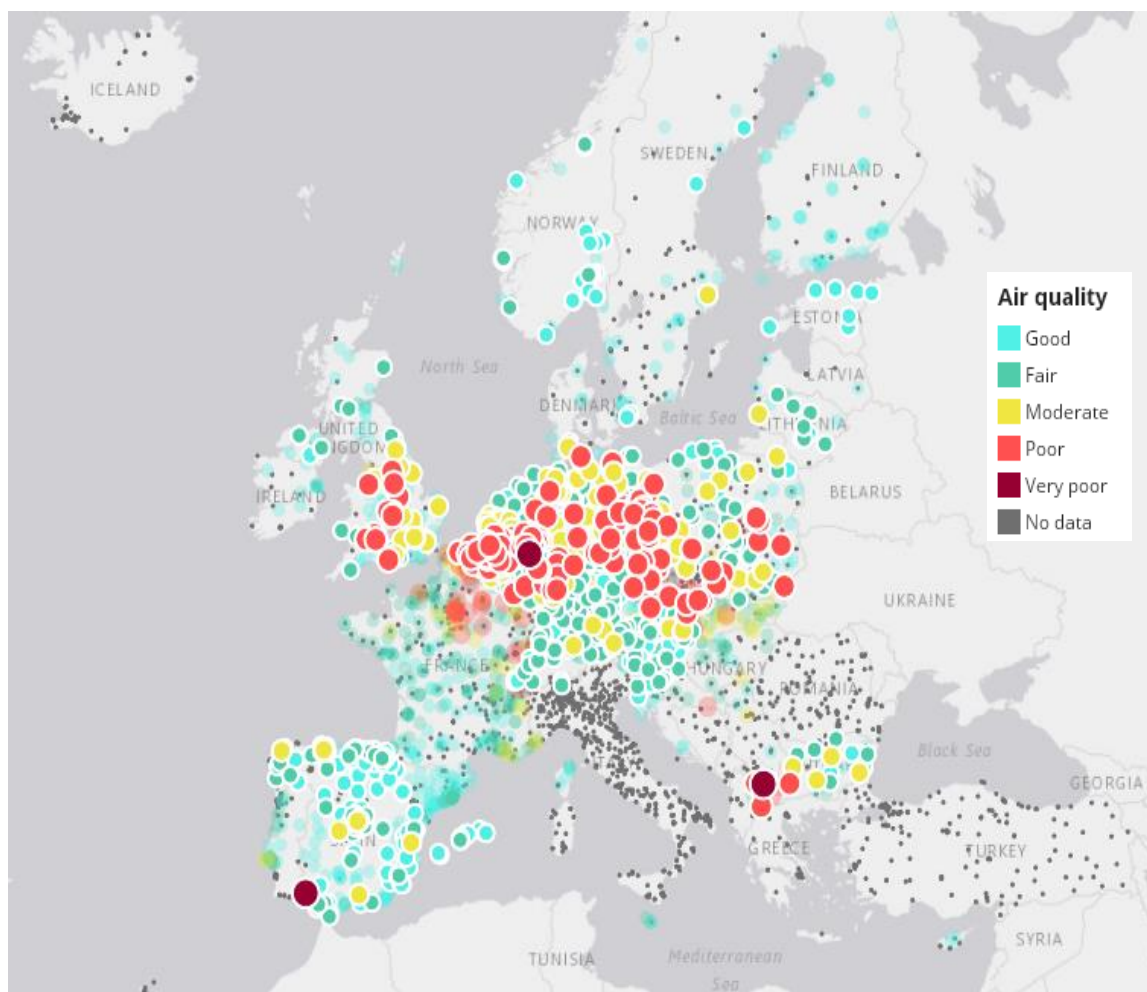 ICELAND
SWEDEN
FINLAND
NORWAY
Air quality
Good
Fair
Moderate
Poor
Very poor
No data
ESTONIA
North Sea
LATVIA
DENMARK
Baltic Sea
LITHUANIA
UNITED
KINGDOM
IRELAND
BELARUS
UKRAINE
FRANCE
HUNGARY
ROMANIA
Black Sea
GEORGIA
SPAIN
GREECE
TURKEY
SYRIA
TUNISIA
Mediterranean
Sea